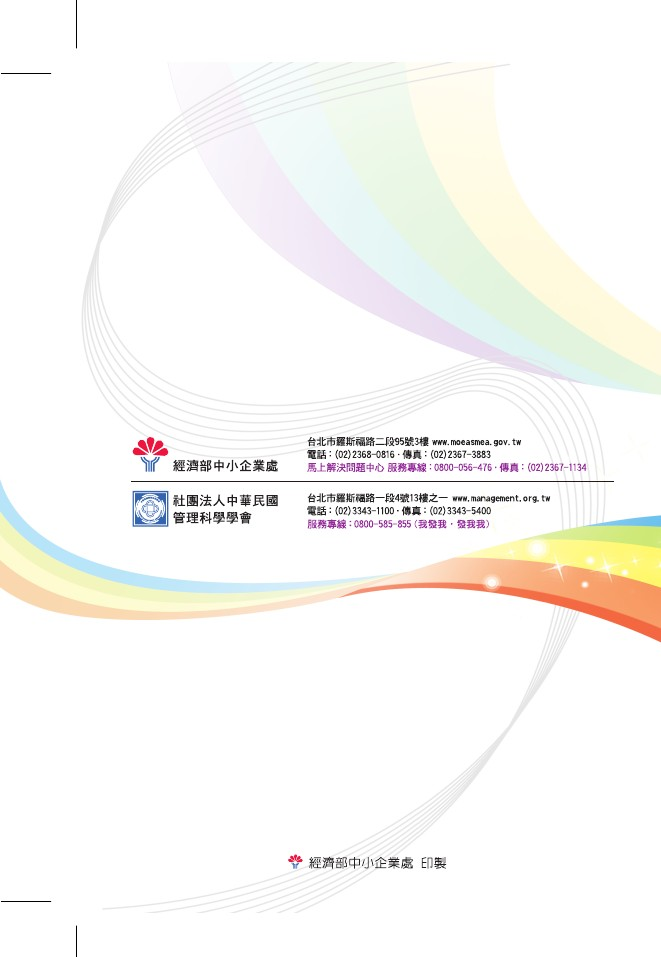 經濟部中小企業處
台北市羅斯福路二段95號3樓 www.moeasmea.gov.tw
電話：(02)2368-0816．傳真：(02)2367-3883
馬上解決問題中心 服務專線：0800-056-476．傳真：(02)2367-1134
社團法人中華民國
管理科學學會
台北市羅斯福路一段4號13樓之一 www.management.org.tw
電話：(02)3343-1100．傳真：(02)3343-5400
服務專線：0800-585-855（我發我．發我我）
經濟部中小企業處 印製